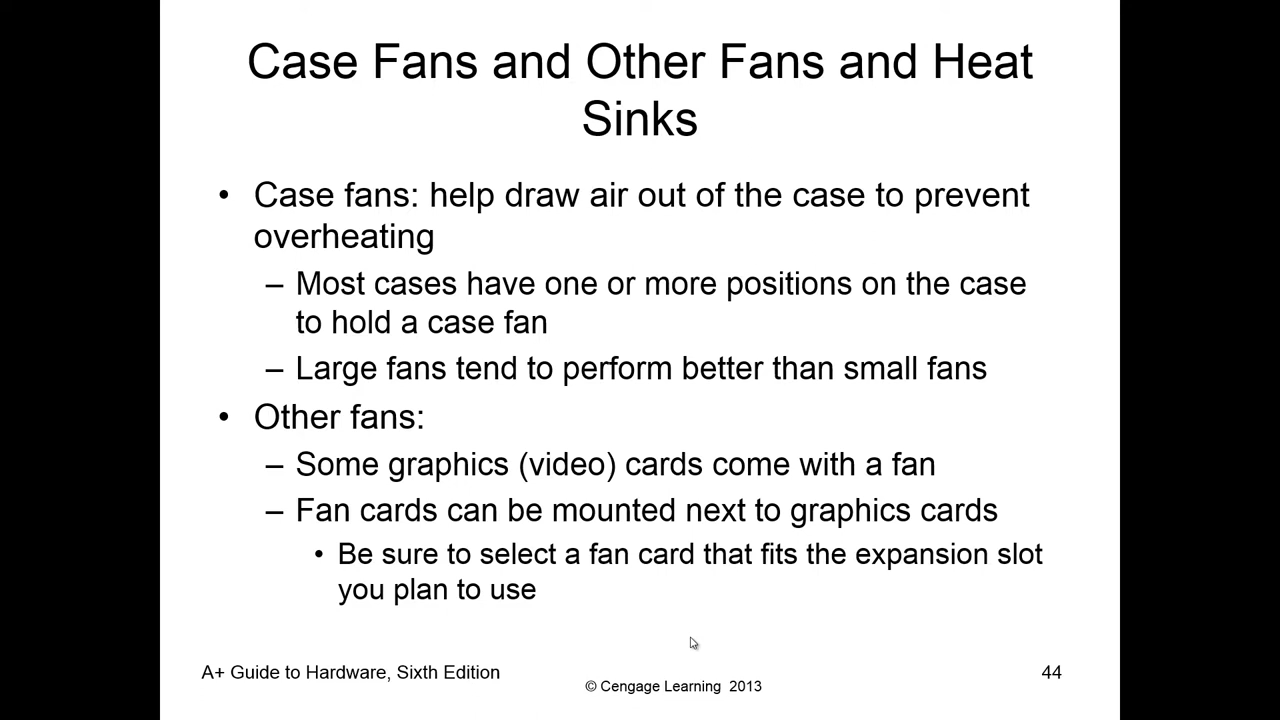 Case Fans and Other Fans and Heat
Sinks
• Case fans: help draw air out of the case to prevent
overheating
– Most cases have one or more positions on the case
to hold a case fan
– Large fans tend to perform better than small fans
• Other fans:
– Some graphics (video) cards come with a fan
– Fan cards can be mounted next to graphics cards
• Be sure to select a fan card that fits the expansion slot
you plan to use
A+ Guide to Hardware, Sixth Edition
© Cengage Learning 2013
44